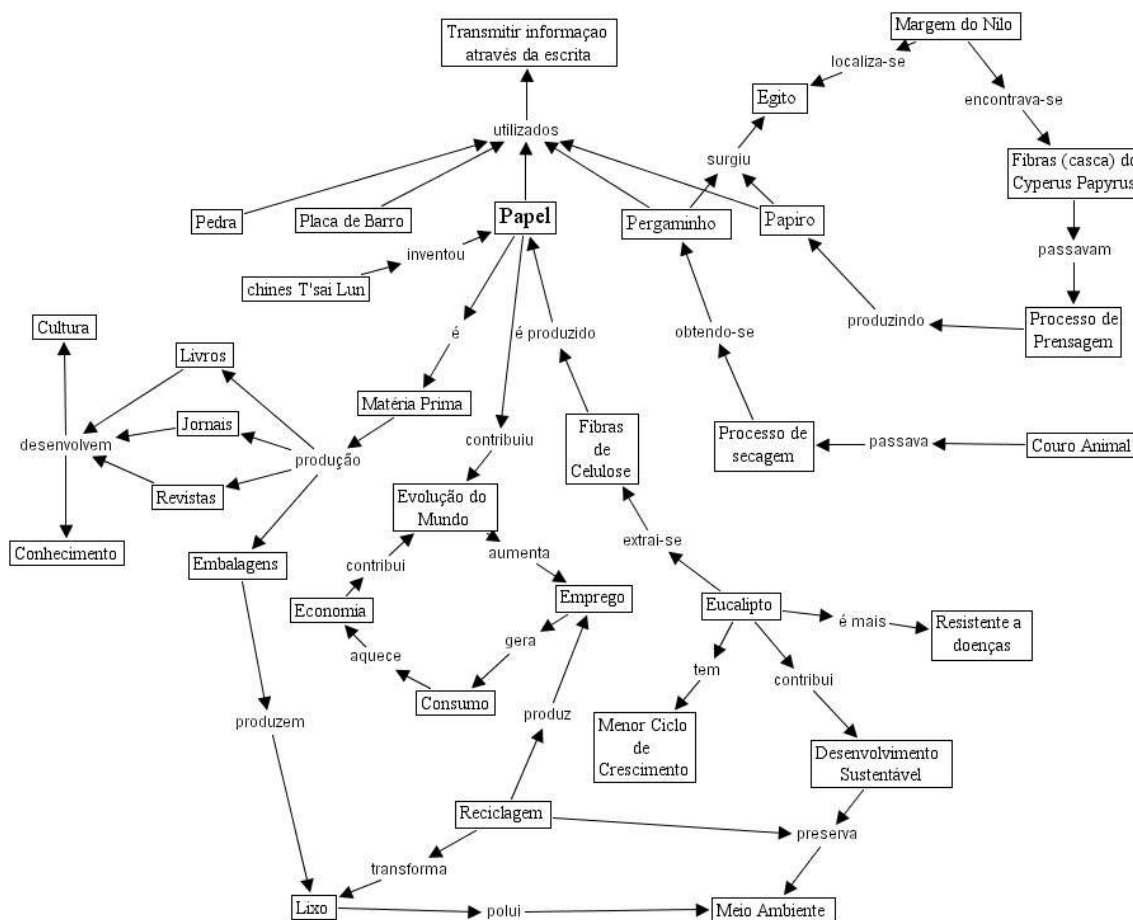 Transmitir informaçao
através da escrita
Margem do Nilo
localiza-se
Egito
encontrava-se
utilizados
surgiu
Fibras (casca) do
Cyperus Papyrus
Pedra
Placa de Barro
Papel
Pergaminho
Papiro
inventou
passavam
chines T'sai Lun
Cultura
é
é produzido
obtendo-se
produzindo
Processo de
Prensagem
Livros
Matéria Prima
Jornais
desenvolvem
produção
contribuiu
Fibras
de
Celulose
Processo de
secagem
passava
Couro Animal
Revistas
Evolução do
Mundo
Conhecimento
Embalagens
contribui
aumenta
extrai-se
Economia
Emprego
Eucalipto
é mais
Resistente a
doenças
aquece
gera
tem
contribui
Consumo
produzem
produz
Menor Ciclo
de
Crescimento
Desenvolvimento
Sustentável
Reciclagem
preserva
transforma
Lixo
polui
Meio Ambiente